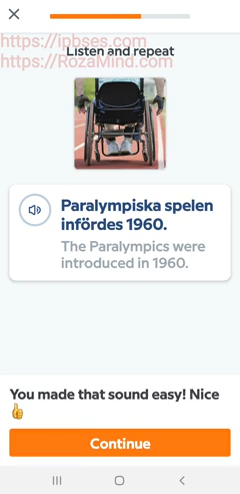 https://ipbses.com
Listen and repeat
https://RozaMind.com
Paralympiska spelen
infördes 1960.
The Paralympics were
introduced in 1960.
You made that sound easy! Nice
👍
Continue